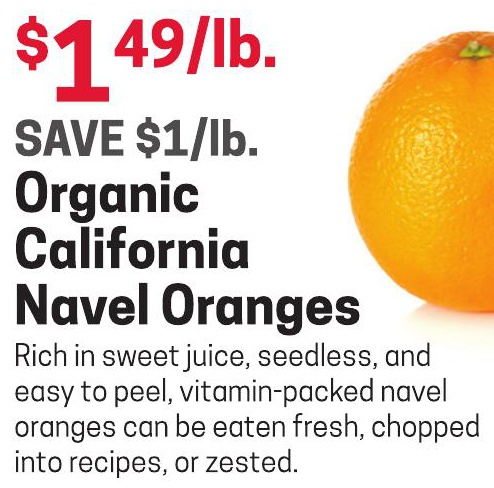 $1 49/lb.
SAVE $1/lb.
Organic
California
Navel Oranges
Rich in sweet juice, seedless, and
easy to peel, vitamin-packed navel
oranges can be eaten fresh, chopped
into recipes, or zested.